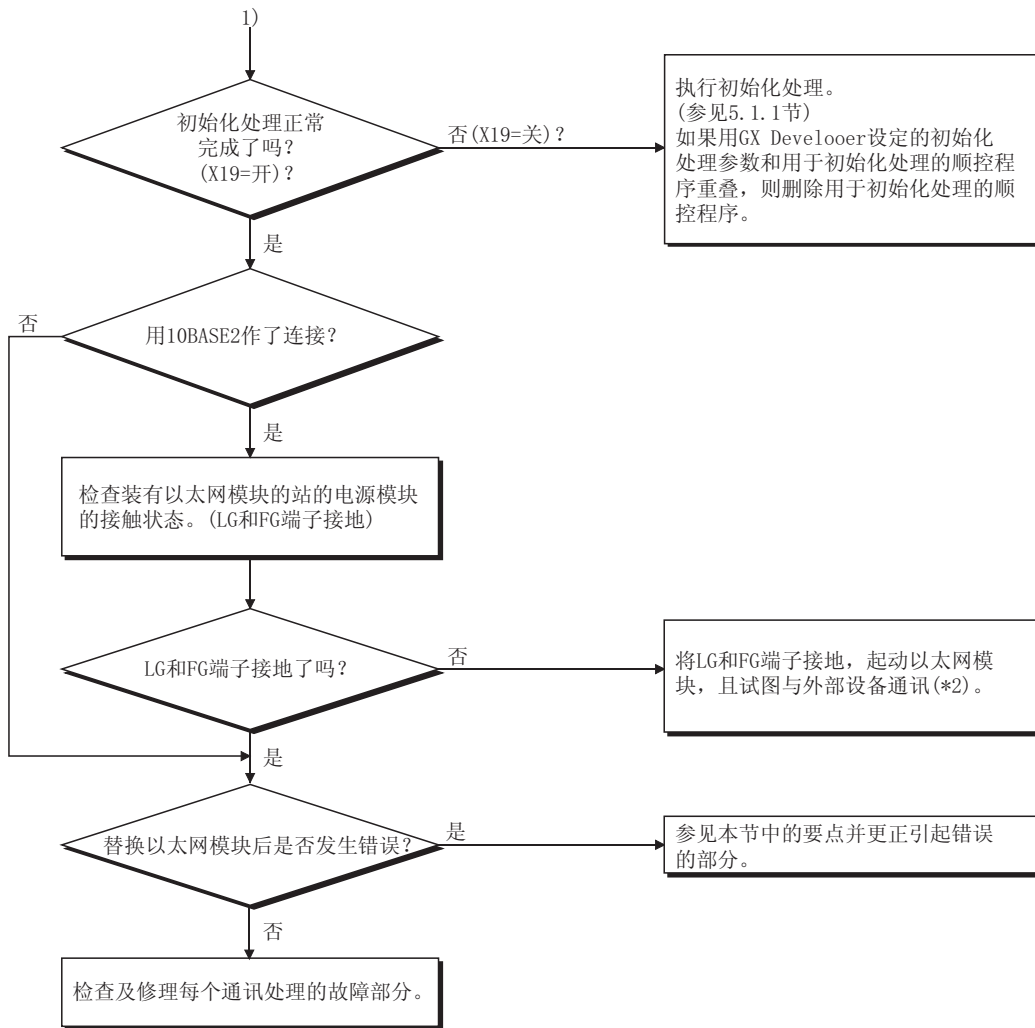 1)
初始化处理正常
完成了吗?
(X19=开)?
否(X19=关)?
执行初始化处理。
(参见5.1.1节)
如果用GX Develooer设定的初始化
处理参数和用于初始化处理的顺控程
序重叠，则删除用于初始化处理的顺
控程序。
是
否
用10BASE2作了连接?
是
检查装有以太网模块的站的电源模块
的接触状态。(LG和FG端子接地)
LG和FG端子接地了吗?
否
将LG和FG端子接地，起动以太网模
块，且试图与外部设备通讯(*2)。
是
替换以太网模块后是否发生错误?
是
参见本节中的要点并更正引起错误
的部分。
否
检查及修理每个通讯处理的故障部分。